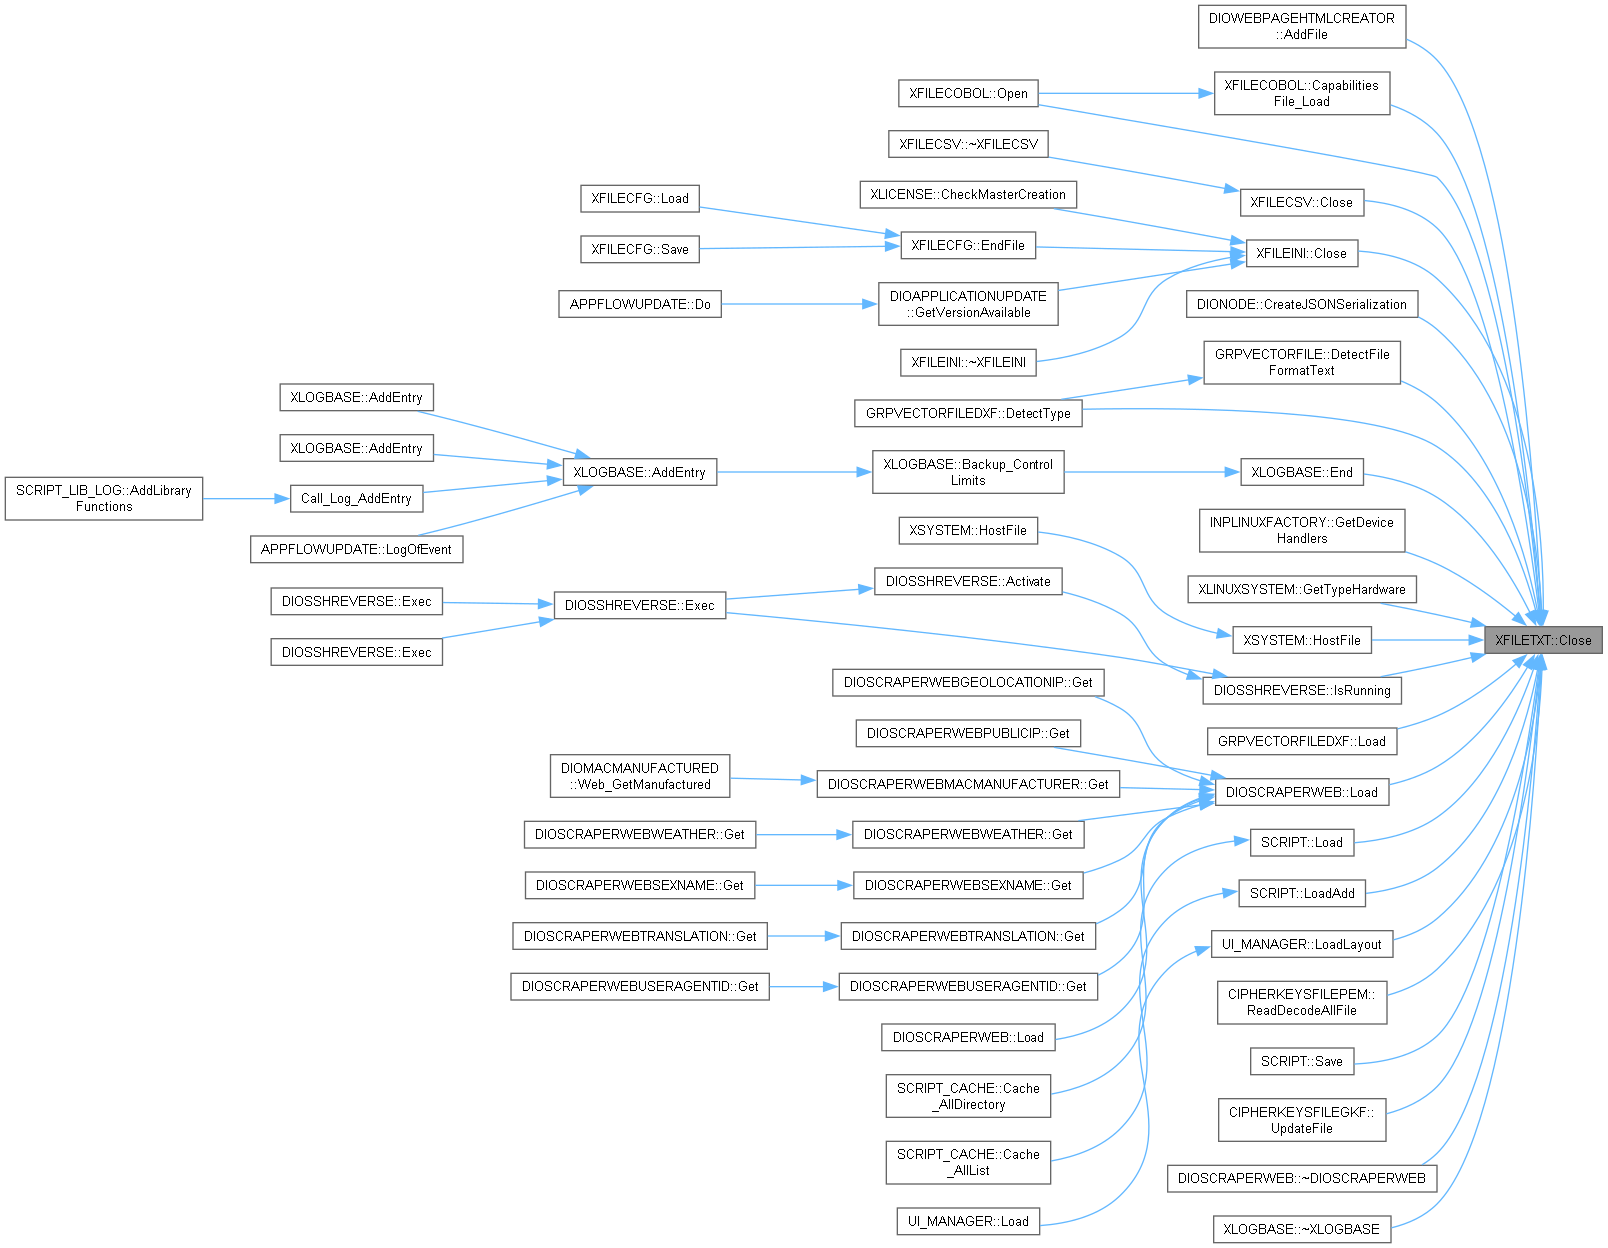 DIOWEBPAGEHTMLCREATOR
::AddFile
XFILECOBOL::Open
XFILECOBOL::Capabilities
File_Load
XFILECSV::~XFILECSV
XFILECFG::Load
XLICENSE::CheckMasterCreation
XFILECSV::Close
XFILECFG::Save
XFILECFG::EndFile
XFILEINI::Close
APPFLOWUPDATE::Do
DIOAPPLICATIONUPDATE
::GetVersionAvailable
DIONODE::CreateJSONSerialization
XFILEINI::~XFILEINI
GRPVECTORFILE::DetectFile
FormatText
XLOGBASE::AddEntry
GRPVECTORFILEDXF::DetectType
XLOGBASE::AddEntry
SCRIPT_LIB_LOG::AddLibrary
Functions
Call_Log_AddEntry
XLOGBASE::AddEntry
XLOGBASE::Backup_Control
Limits
XLOGBASE::End
APPFLOWUPDATE::LogOfEvent
XSYSTEM::HostFile
INPLINUXFACTORY::GetDevice
Handlers
DIOSSHREVERSE::Exec
DIOSSHREVERSE::Exec
DIOSSHREVERSE::Activate
XLINUXSYSTEM::GetTypeHardware
DIOSSHREVERSE::Exec
XSYSTEM::HostFile
XFILETXT::Close
DIOSCRAPERWEBGEOLOCATIONIP::Get
DIOSSHREVERSE::IsRunning
DIOSCRAPERWEBPUBLICIP::Get
GRPVECTORFILEDXF::Load
DIOMACMANUFACTURED
::Web_GetManufactured
DIOSCRAPERWEBMACMANUFACTURER::Get
DIOSCRAPERWEB::Load
DIOSCRAPERWEBWEATHER::Get
DIOSCRAPERWEBWEATHER::Get
SCRIPT::Load
DIOSCRAPERWEBSEXNAME::Get
DIOSCRAPERWEBSEXNAME::Get
SCRIPT::LoadAdd
DIOSCRAPERWEBTRANSLATION::Get
DIOSCRAPERWEBTRANSLATION::Get
UI_MANAGER::LoadLayout
DIOSCRAPERWEBUSERAGENTID::Get
DIOSCRAPERWEBUSERAGENTID::Get
CIPHERKEYSFILEPEM::
ReadDecodeAllFile
DIOSCRAPERWEB::Load
SCRIPT::Save
SCRIPT_CACHE::Cache
_AllDirectory
CIPHERKEYSFILEGKF::
UpdateFile
SCRIPT_CACHE::Cache
_AllList
DIOSCRAPERWEB::~DIOSCRAPERWEB
UI_MANAGER::Load
XLOGBASE::~XLOGBASE